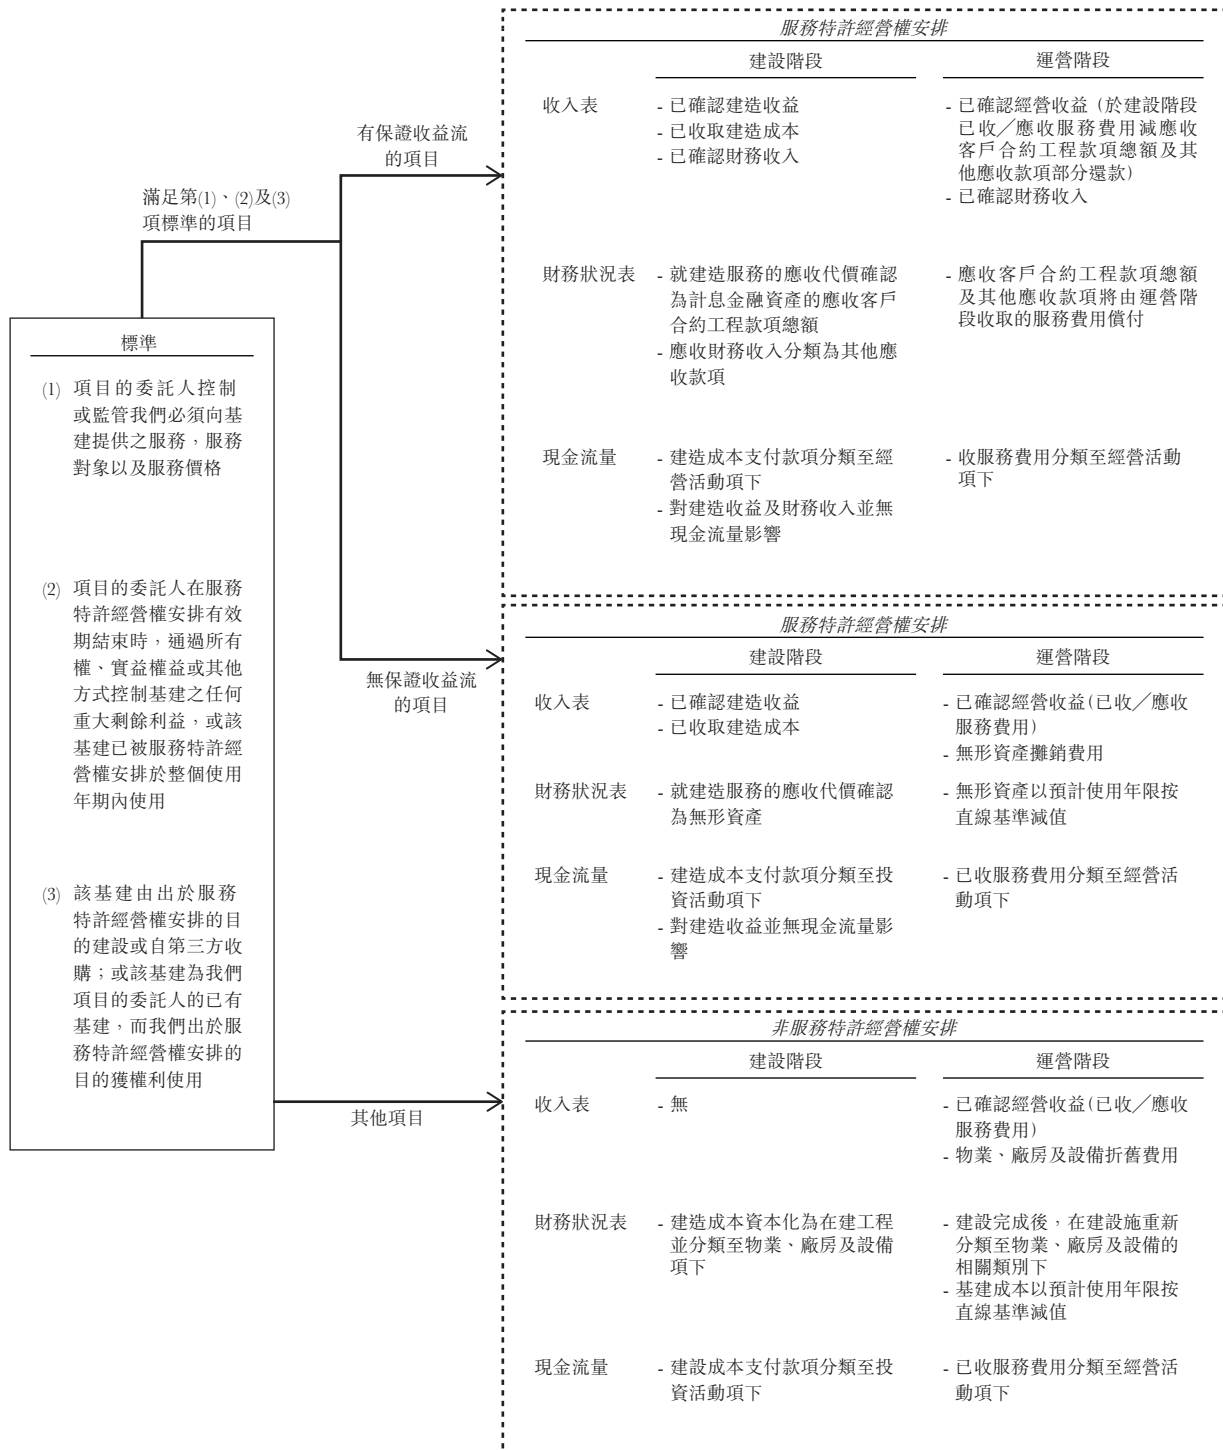 滿足第(1)、(2)及(3)
項標準的項目
有保證收益流
的項目
無保證收益流
的項目
其他項目
標準
(1) 項目的委託人控制
或監管我們必須向基
建提供之服務，服務
對象以及服務價格
(2) 項目的委託人在服務
特許經營權安排有效
期結束時，通過所有
權、實益權益或其他
方式控制基建之任何
重大剩餘利益，或該
基建已被服務特許經
營權安排於整個使用
年期內使用
(3) 該基建由出於服務
特許經營權安排的目
的建設或自第三方收
購；或該基建為我們
項目的委託人的已有
基建，而我們出於服
務特許經營權安排的
目的獲權利使用
服務特許經營權安排
建設階段
運營階段
收入表
- 已確認建造收益
- 已收取建造成本
- 已確認財務收入
- 已確認經營收益（於建設階段
已收／應收服務費用減應收
客戶合約工程款項總額及其
他應收款項部分還款）
- 已確認財務收入
財務狀況表
- 就建造服務的應收代價確認
為計息金融資產的應收客戶
合約工程款項總額
- 應收財務收入分類為其他應
收款項
- 應收客戶合約工程款項總額
及其他應收款項將由運營階
段收取的服務費用償付
現金流量
- 建造成本支付款項分類至經
營活動項下
- 對建造收益及財務收入並無
現金流量影響
- 收服務費用分類至經營活動
項下
服務特許經營權安排
建設階段
運營階段
收入表
- 已確認建造收益
- 已收取建造成本
- 已確認經營收益(已收／應收
服務費用)
- 無形資產攤銷費用
財務狀況表
- 就建造服務的應收代價確認
為無形資產
- 無形資產以預計使用年限按
直線基準減值
現金流量
- 建造成本支付款項分類至投
資活動項下
- 對建造收益並無現金流量影
響
- 已收服務費用分類至經營活
動項下
非服務特許經營權安排
建設階段
運營階段
收入表
- 無
- 已確認經營收益(已收／應收
服務費用)
- 物業、廠房及設備折舊費用
財務狀況表
- 建造成本資本化為在建工程
並分類至物業、廠房及設備
項下
- 建設完成後，在建設施重新
分類至物業、廠房及設備的
相關類別下
- 基建成本以預計使用年限按
直線基準減值
現金流量
- 建設成本支付款項分類至投
資活動項下
- 已收服務費用分類至經營活
動項下